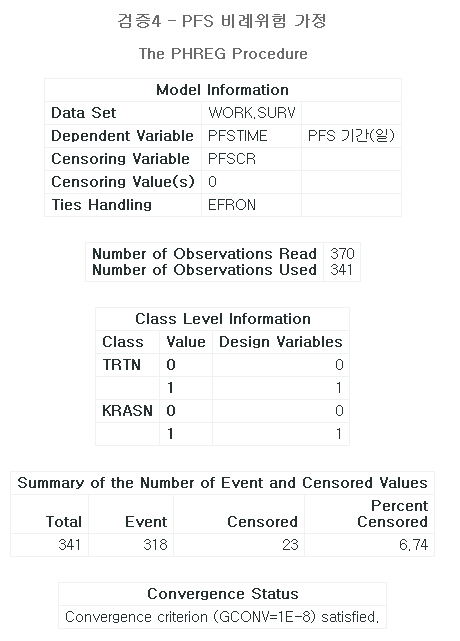 검증4 - PFS 비례위험 가정
The PHREG Procedure
Model Information
Data Set WORK.SURV
Dependent Variable PFSTIME PFS 기간(일)
Censoring Variable PFSCR
Censoring Value(s) 0
Ties Handling EFRON
Number of Observations Read 370
Number of Observations Used 341
Class Level Information
Class Value Design Variables
TRTN 0 0
1 1
KRASN 0 0
1 1
Summary of the Number of Event and Censored Values
Total Event Censored Percent Censored
341 318 23 6.74
Convergence Status
Convergence criterion (GCONV=1E-8) satisfied.